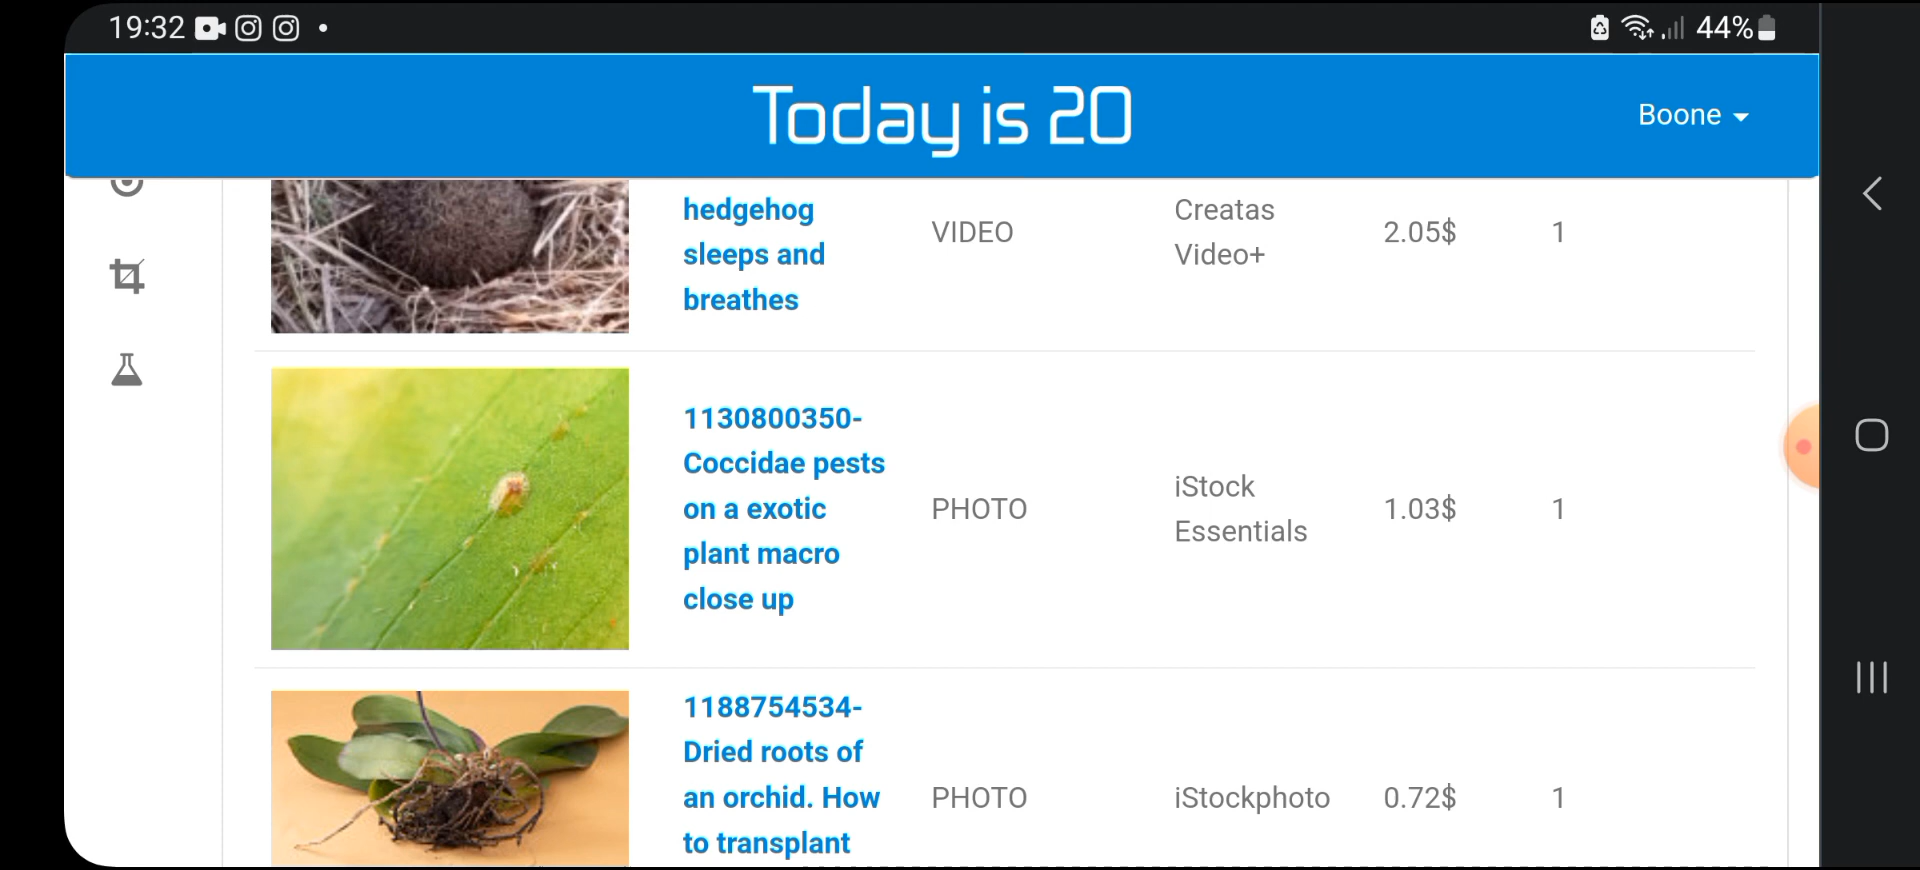 19:32
44%
Today is 20
Boone
hedgehog
sleeps and
breathes
VIDEO
Creatas
Video+
2.05$
1
1130800350-
Coccidae pests
on a exotic
plant macro
close up
PHOTO
iStock
Essentials
1.03$
1
1188754534-
Dried roots of
an orchid. How
to transplant
PHOTO
iStockphoto
0.72$
1